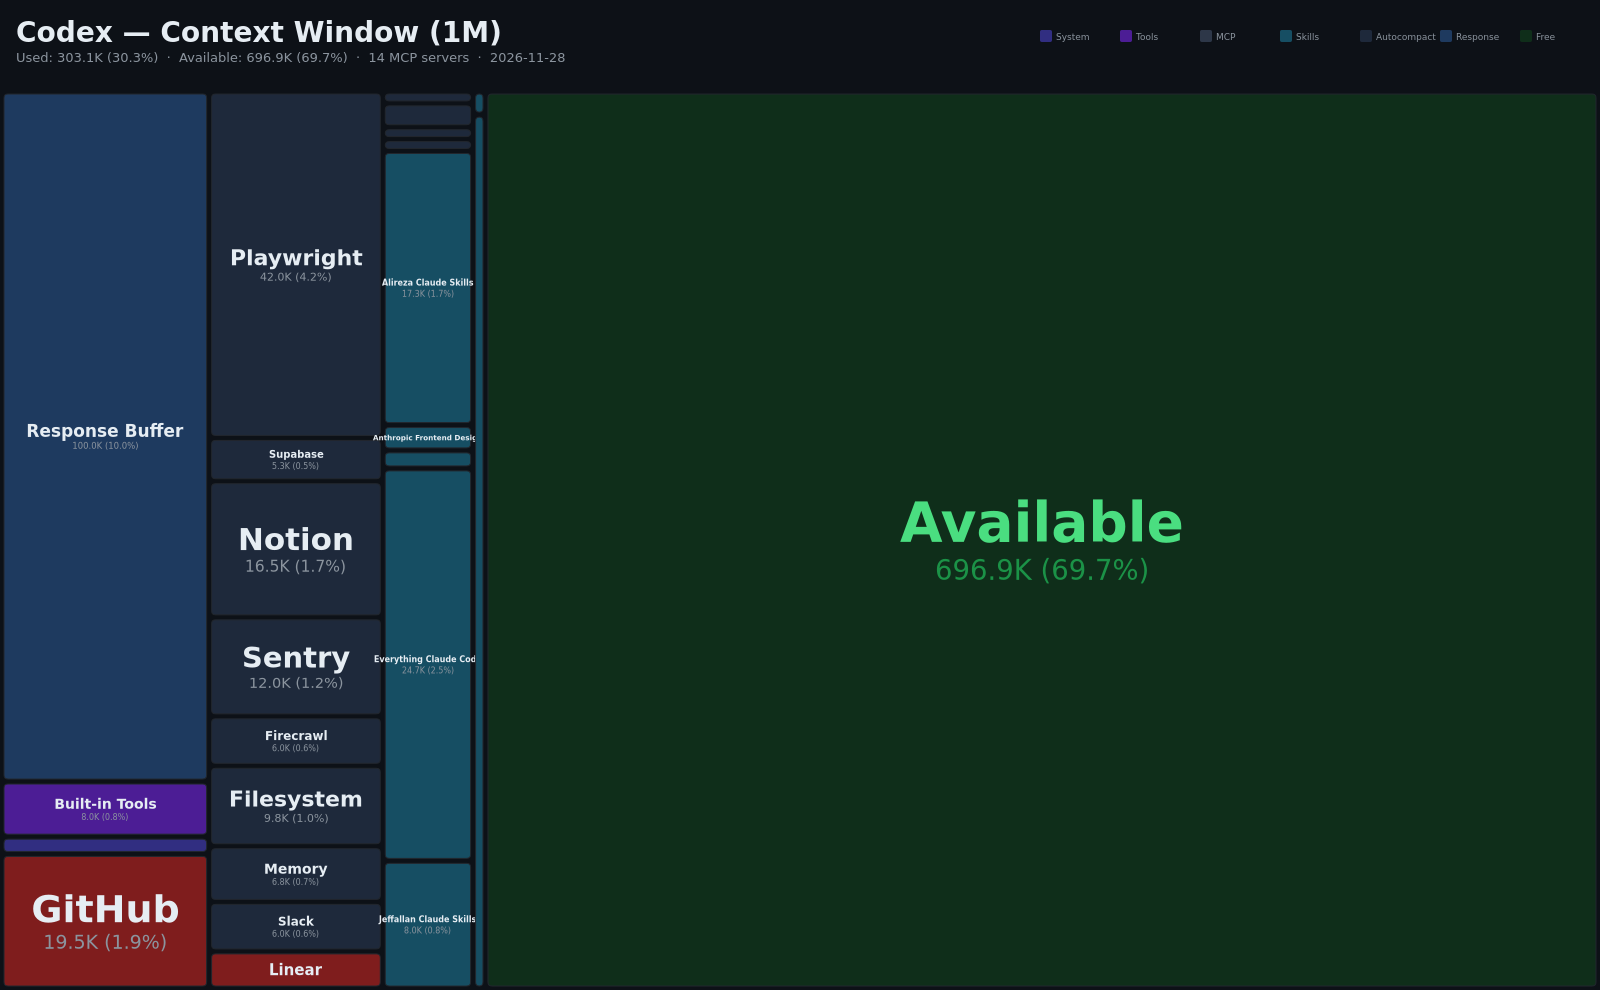 Codex — Context Window (1M)
Used: 303.1K (30.3%)  ·  Available: 696.9K (69.7%)  ·  14 MCP servers  ·  2026-11-28
System
Tools
MCP
Skills
Autocompact
Response
Free
Response Buffer
100.0K (10.0%)
Built-in Tools
8.0K (0.8%)
GitHub
19.5K (1.9%)
Playwright
42.0K (4.2%)
Supabase
5.3K (0.5%)
Notion
16.5K (1.7%)
Sentry
12.0K (1.2%)
Firecrawl
6.0K (0.6%)
Filesystem
9.8K (1.0%)
Memory
6.8K (0.7%)
Slack
6.0K (0.6%)
Linear
Alireza Claude Skills
17.3K (1.7%)
Anthropic Frontend Desig
Everything Claude Cod
24.7K (2.5%)
Jeffallan Claude Skills
8.0K (0.8%)
Available
696.9K (69.7%)